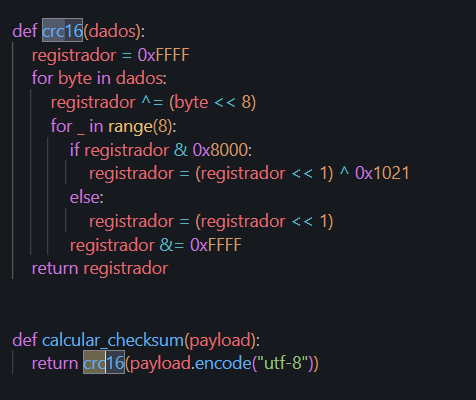 def crc16(dados):
    registrador = 0xFFFF
    for byte in dados:
        registrador ^= (byte << 8)
        for _ in range(8):
            if registrador & 0x8000:
                registrador = (registrador << 1) ^ 0x1021
            else:
                registrador = (registrador << 1)
            registrador &= 0xFFFF
    return registrador
def calcular_checksum(payload):
    return crc16(payload.encode("utf-8"))